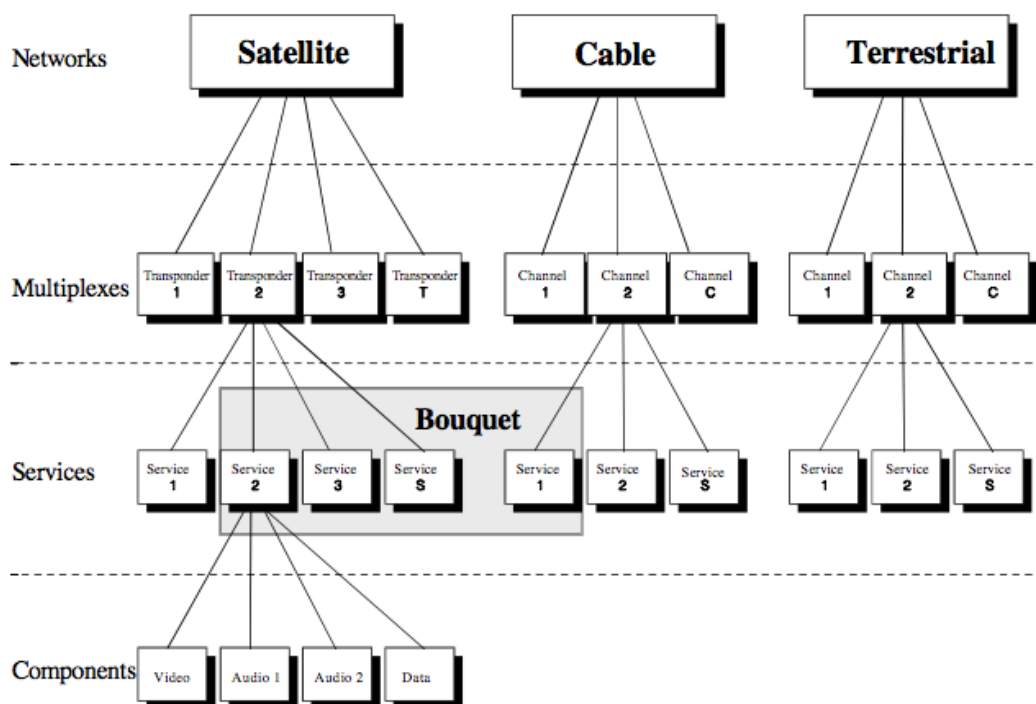 Networks
Satellite
Cable
Terrestrial
Multiplexes
Transponder
1
Transponder
2
Transponder
3
Transponder
T
Channel
1
Channel
2
Channel
C
Channel
1
Channel
2
Channel
C
Bouquet
Services
Service
1
Service
2
Service
3
Service
S
Service
1
Service
2
Service
S
Service
1
Service
2
Service
S
Components
Video
Audio 1
Audio 2
Data